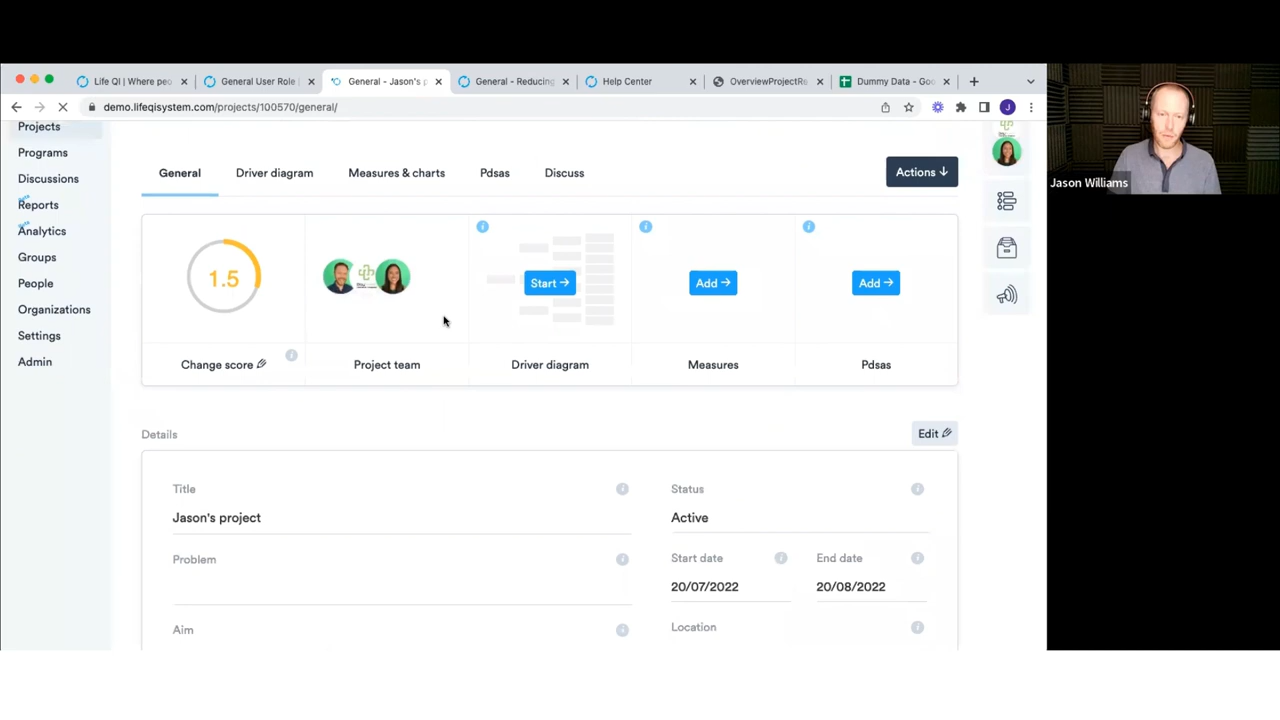 Life QI | Where peo
General User Role |
General - Jason's p
General - Reducing
Help Center
OverviewProjectRe
Dummy Data - Goo
demo.lifeqisystem.com/projects/100570/general/
J
Projects
Programs
Discussions
Reports
Analytics
Groups
People
Organizations
Settings
Admin
General
Driver diagram
Measures & charts
Pdsas
Discuss
Actions
1.5
Start
Add
Add
Change score
Project team
Driver diagram
Measures
Pdsas
Details
Edit
Title
Jason's project
Status
Active
Problem
Start date
End date
20/07/2022
20/08/2022
Aim
Location
Jason Williams